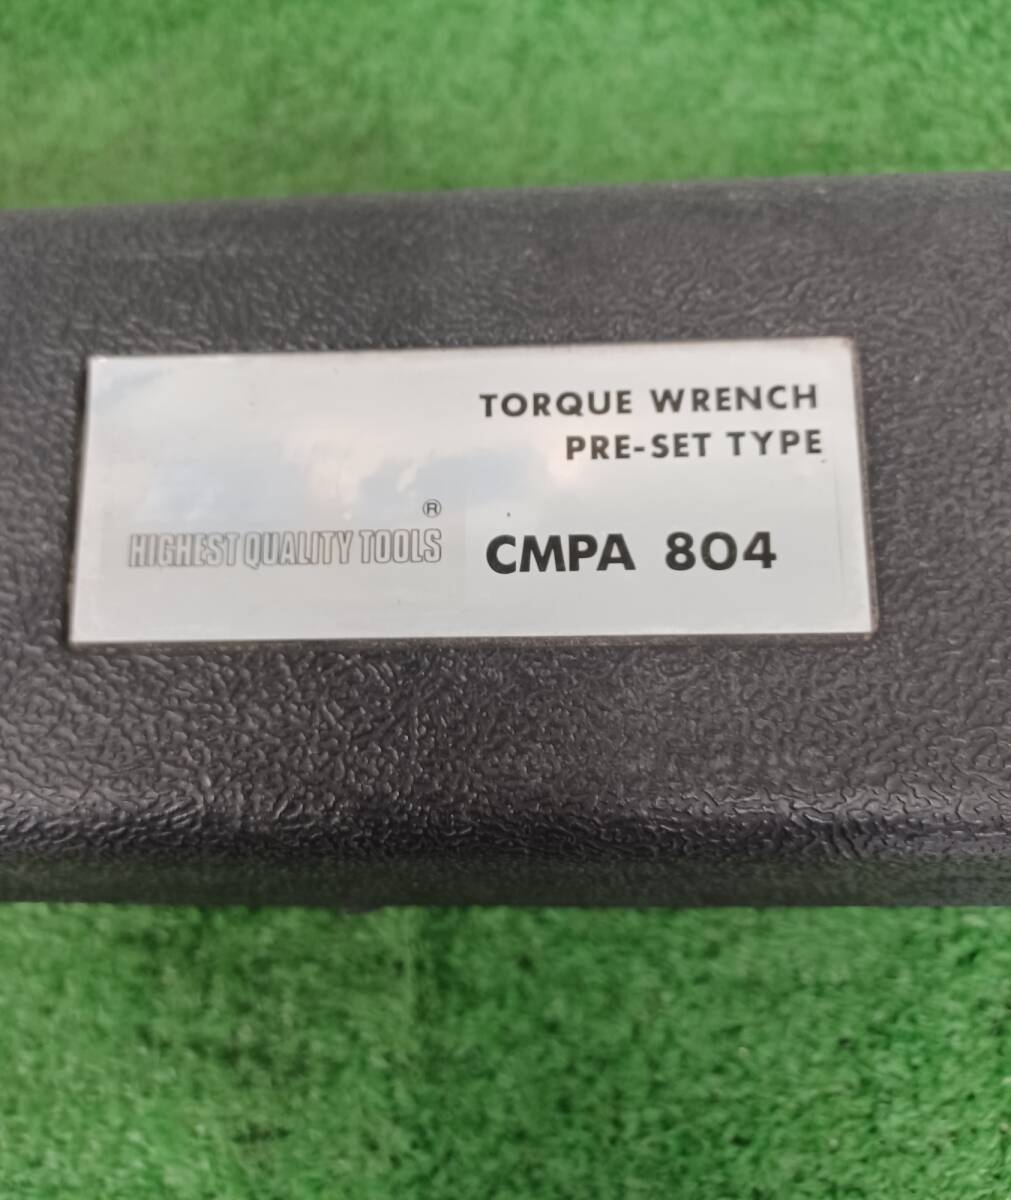 TORQUE WRENCH
PRE-SET TYPE
®
HIGHEST QUALITY TOOLS
CMPA 804